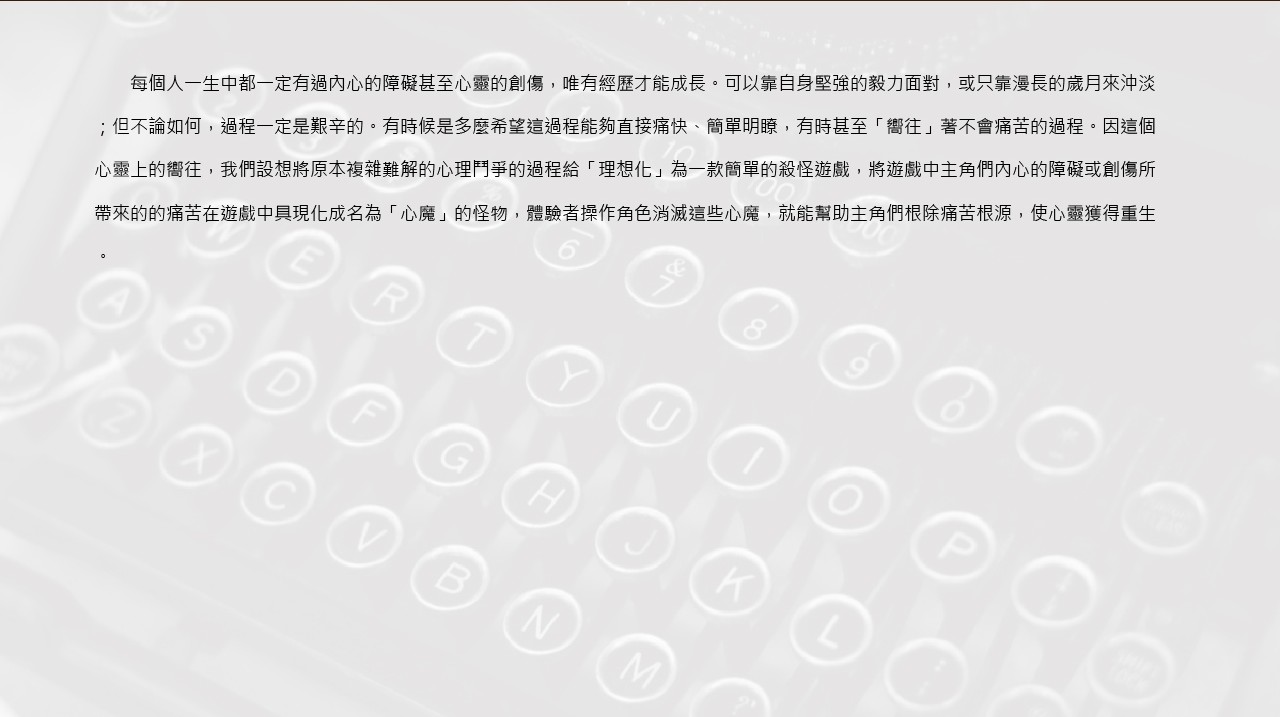 每個人一生中都一定有過內心的障礙甚至心靈的創傷，唯有經歷才能成長。可以靠自身堅強的毅力面對，或只靠漫長的歲月來沖淡
；但不論如何，過程一定是艱辛的。有時候是多麼希望這過程能夠直接痛快、簡單明瞭，有時甚至「嚮往」著不會痛苦的過程。因這個
心靈上的嚮往，我們設想將原本複雜難解的心理鬥爭的過程給「理想化」為一款簡單的殺怪遊戲，將遊戲中主角們內心的障礙或創傷所
帶來的的痛苦在遊戲中具現化成名為「心魔」的怪物，體驗者操作角色消滅這些心魔，就能幫助主角們根除痛苦根源，使心靈獲得重生
。
2 3 1 10 100 1000
W E R T Y U I O P
6 & 7 8 9 0
A S D F G H J K L
Z X C V B N M